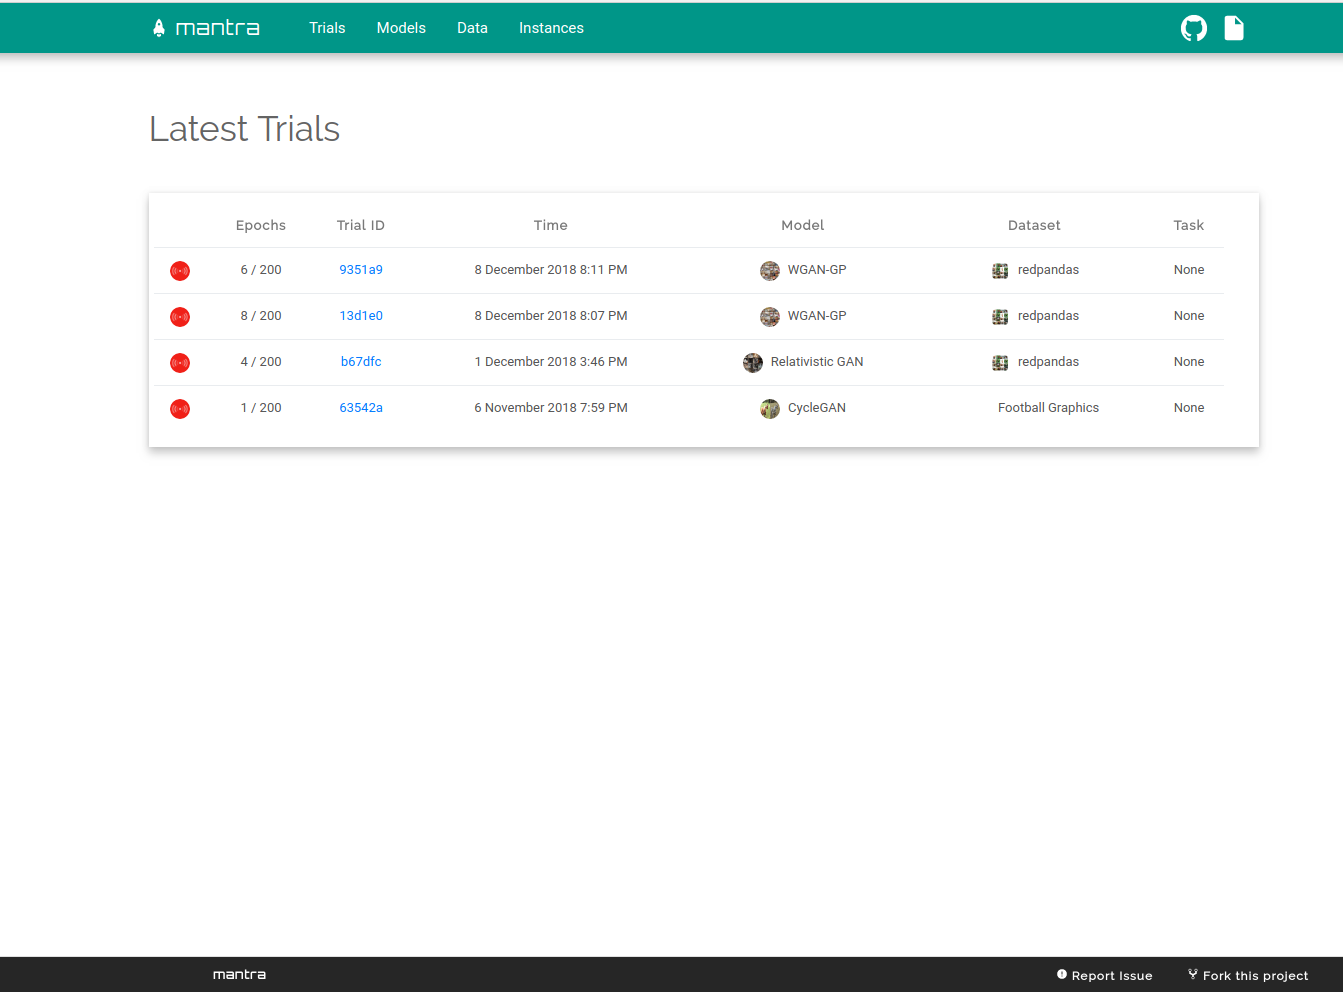 mantra Trials Models Data Instances
Latest Trials
Epochs Trial ID Time Model Dataset Task
6 / 200 9351a9 8 December 2018 8:11 PM WGAN-GP redpandas None
8 / 200 13d1e0 8 December 2018 8:07 PM WGAN-GP redpandas None
4 / 200 b67dfc 1 December 2018 3:46 PM Relativistic GAN redpandas None
1 / 200 63542a 6 November 2018 7:59 PM CycleGAN Football Graphics None
mantra Report Issue Fork this project